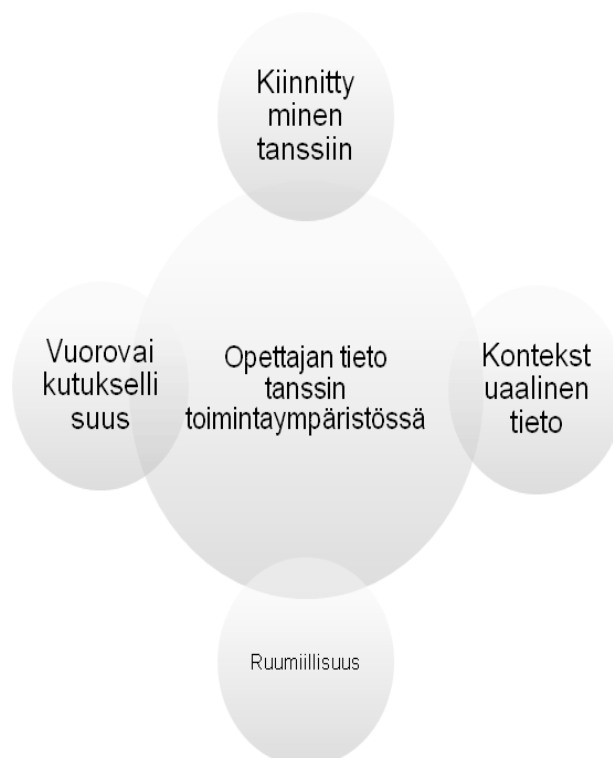 Kiinnitty
minen
tanssiin
Vuorovai
kutukselli
suus
Opettajan tieto
tanssin
toimintaympäristössä
Kontekst
uaalinen
tieto
Ruumiillisuus